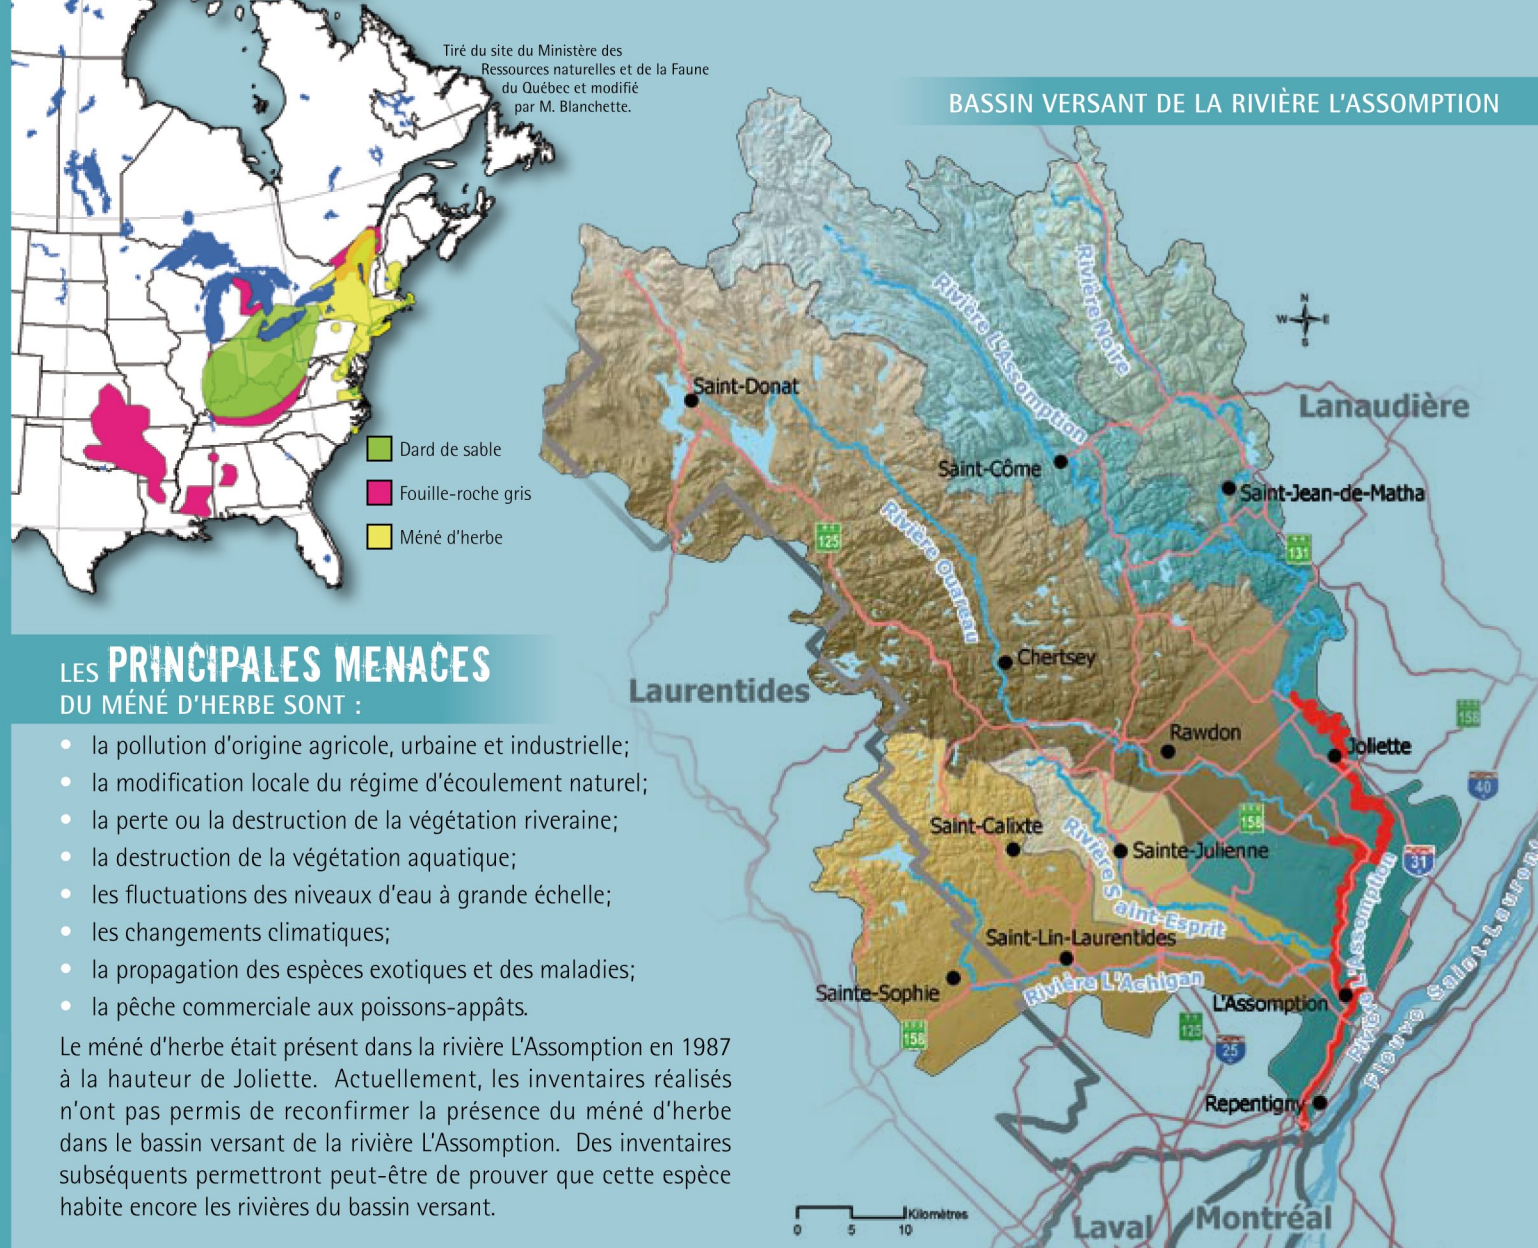 Tiré du site du Ministère des
Ressources naturelles et de la Faune
du Québec et modifié
par M. Blanchette.
BASSIN VERSANT DE LA RIVIÈRE L'ASSOMPTION
Dard de sable
Fouille-roche gris
Méné d'herbe
LES PRINCIPALES MENACES
DU MÉNÉ D'HERBE SONT :
• la pollution d'origine agricole, urbaine et industrielle;
• la modification locale du régime d'écoulement naturel;
• la perte ou la destruction de la végétation riveraine;
• la destruction de la végétation aquatique;
• les fluctuations des niveaux d'eau à grande échelle;
• les changements climatiques;
• la propagation des espèces exotiques et des maladies;
• la pêche commerciale aux poissons-appâts.
Le méné d'herbe était présent dans la rivière L'Assomption en 1987
à la hauteur de Joliette. Actuellement, les inventaires réalisés
n'ont pas permis de reconfirmer la présence du méné d'herbe
dans le bassin versant de la rivière L'Assomption. Des inventaires
subséquents permettront peut-être de prouver que cette espèce
habite encore les rivières du bassin versant.
Rivière Noire
Rivière L'Assomption
N
W E
S
Saint-Donat
Lanaudière
Saint-Côme
Saint-Jean-de-Matha
125
Rivière Ouareau
131
Chertsey
Laurentides
158
Rawdon
Joliette
40
158
Saint-Calixte
Rivière Saint-Esprit
Sainte-Julienne
31
Rivière L'Assomption
Fleuve Saint-Laurent
Saint-Lin-Laurentides
Sainte-Sophie
Rivière L'Achigan
L'Assomption
158
125
25
Repentigny
Kilomètres
0 5 10
Laval
Montréal